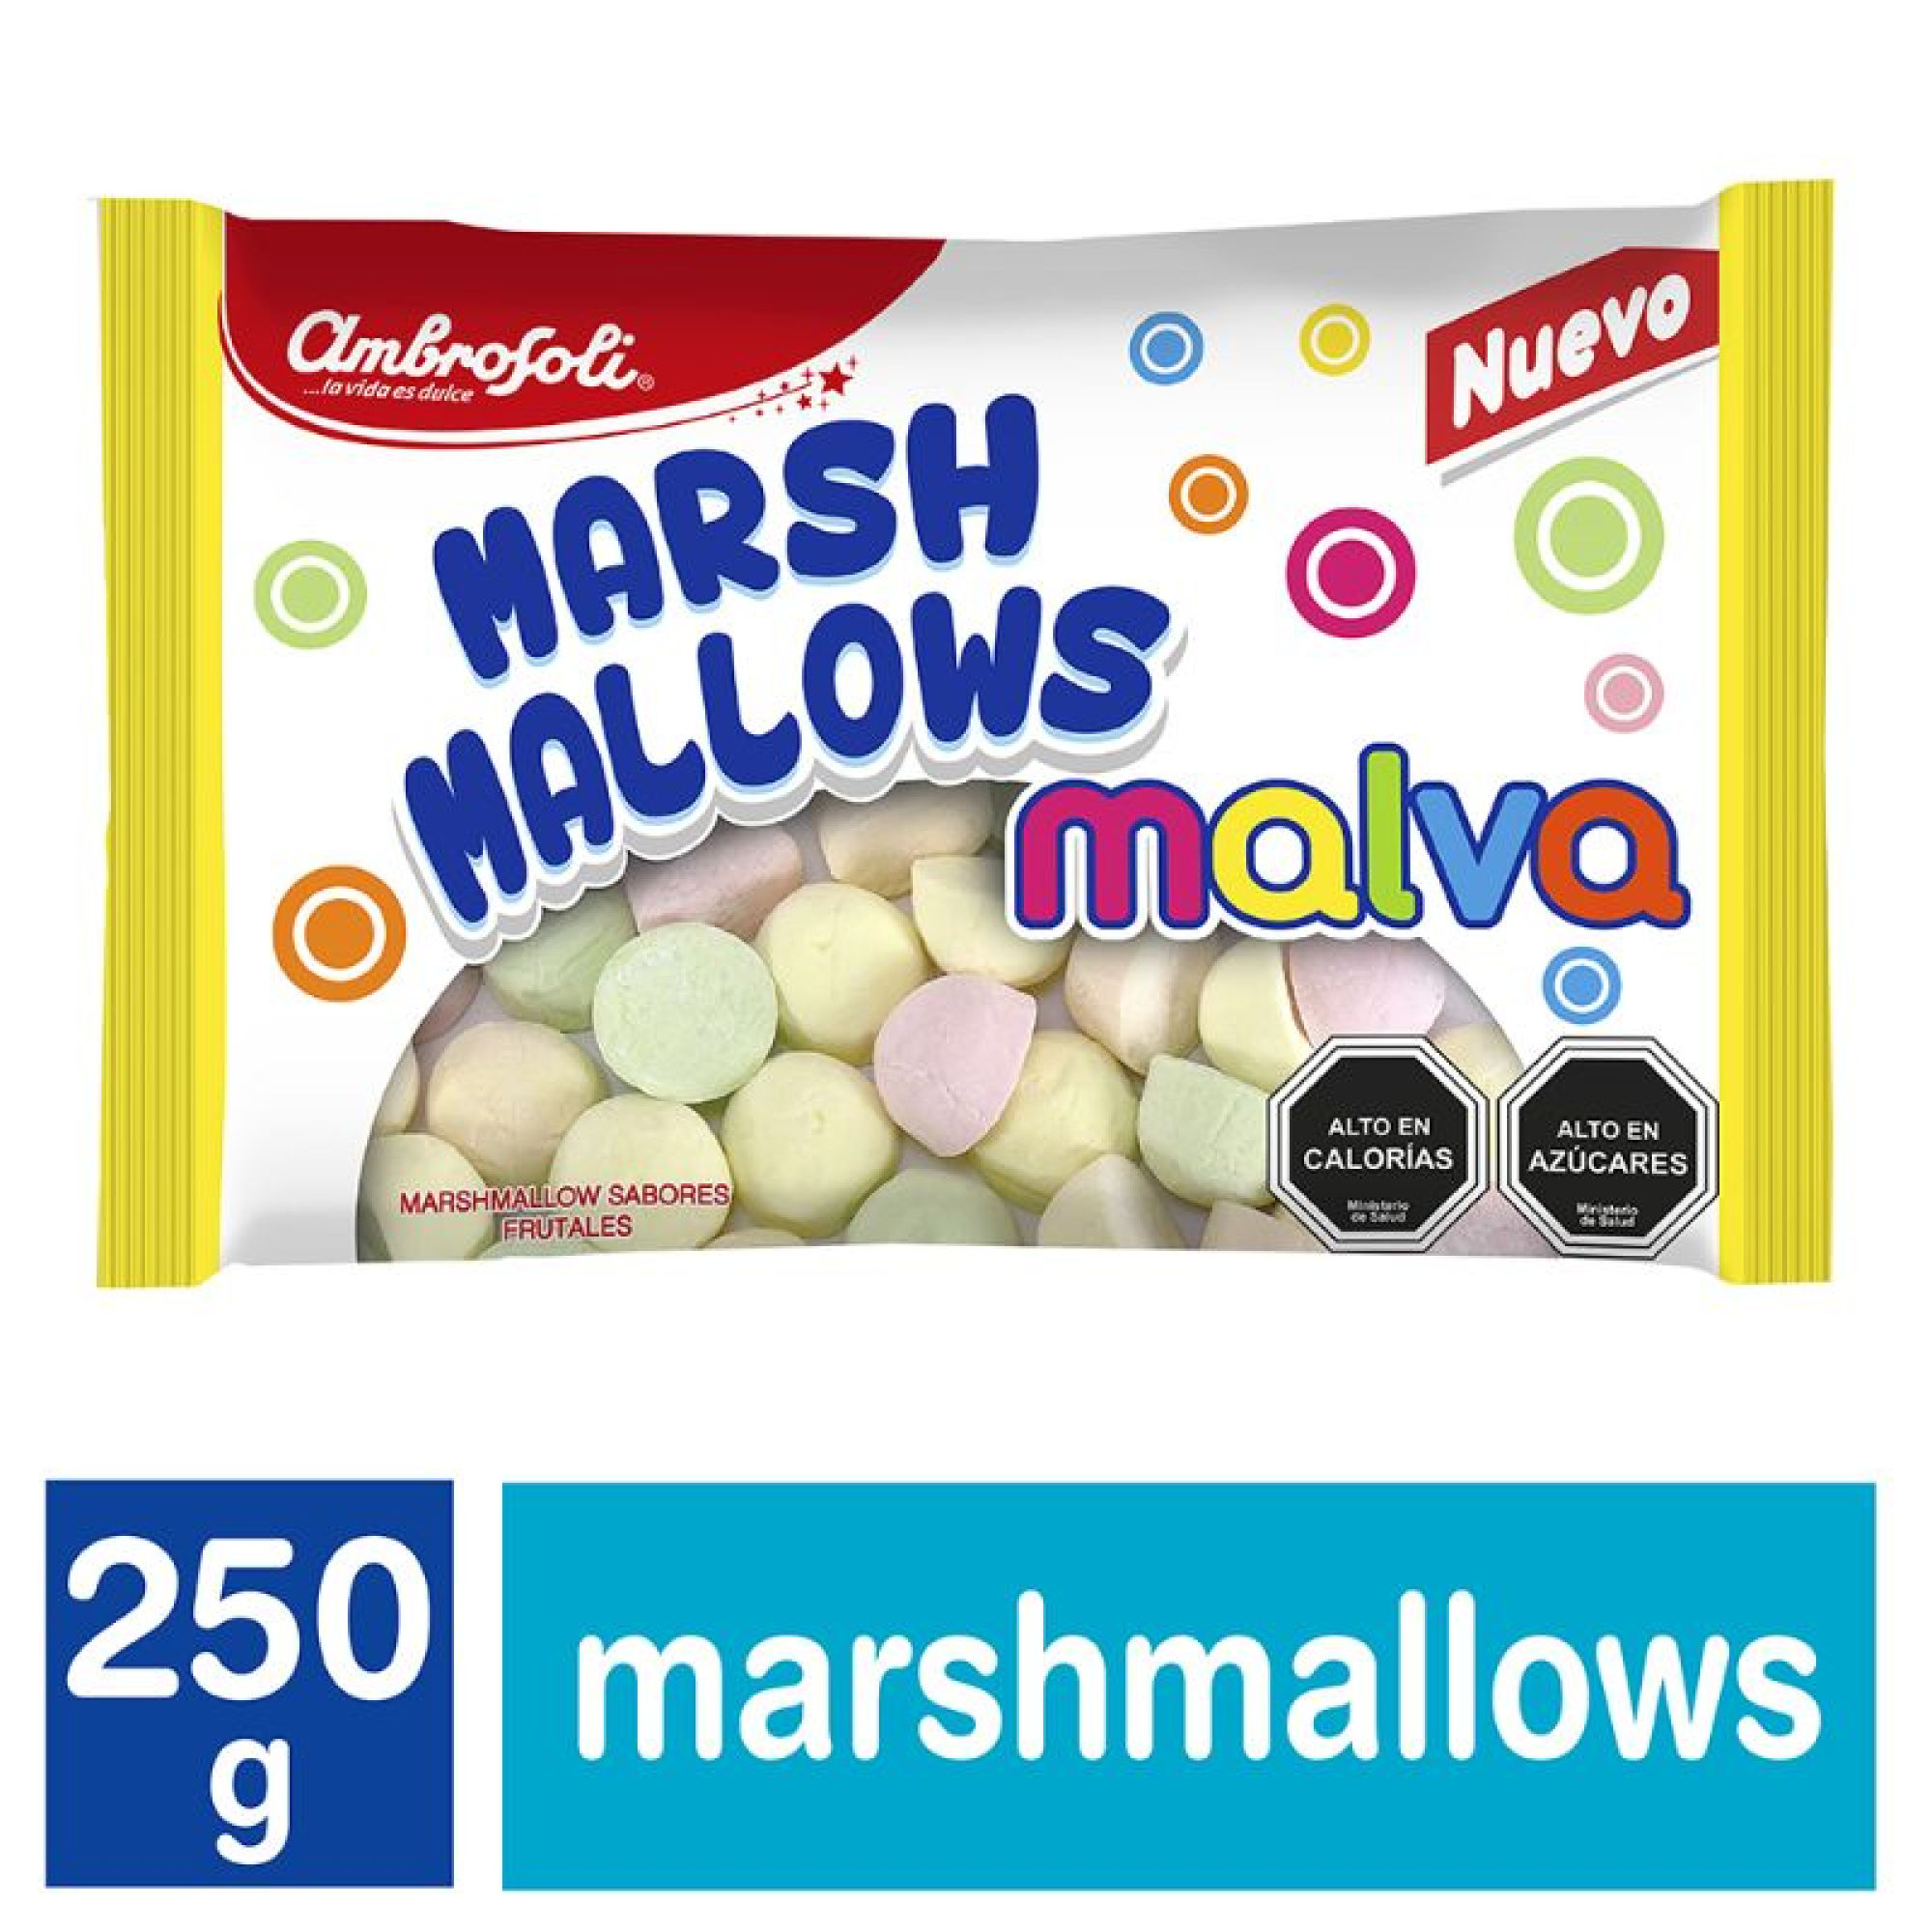 ambrosoli®
...la vida es dulce
Nuevo
MARSH
MALLOWS
malva
MARSHMALLOW SABORES
FRUTALES
ALTO EN
CALORÍAS
Ministerio
de Salud
ALTO EN
AZÚCARES
Ministerio
de Salud
250
g
marshmallows